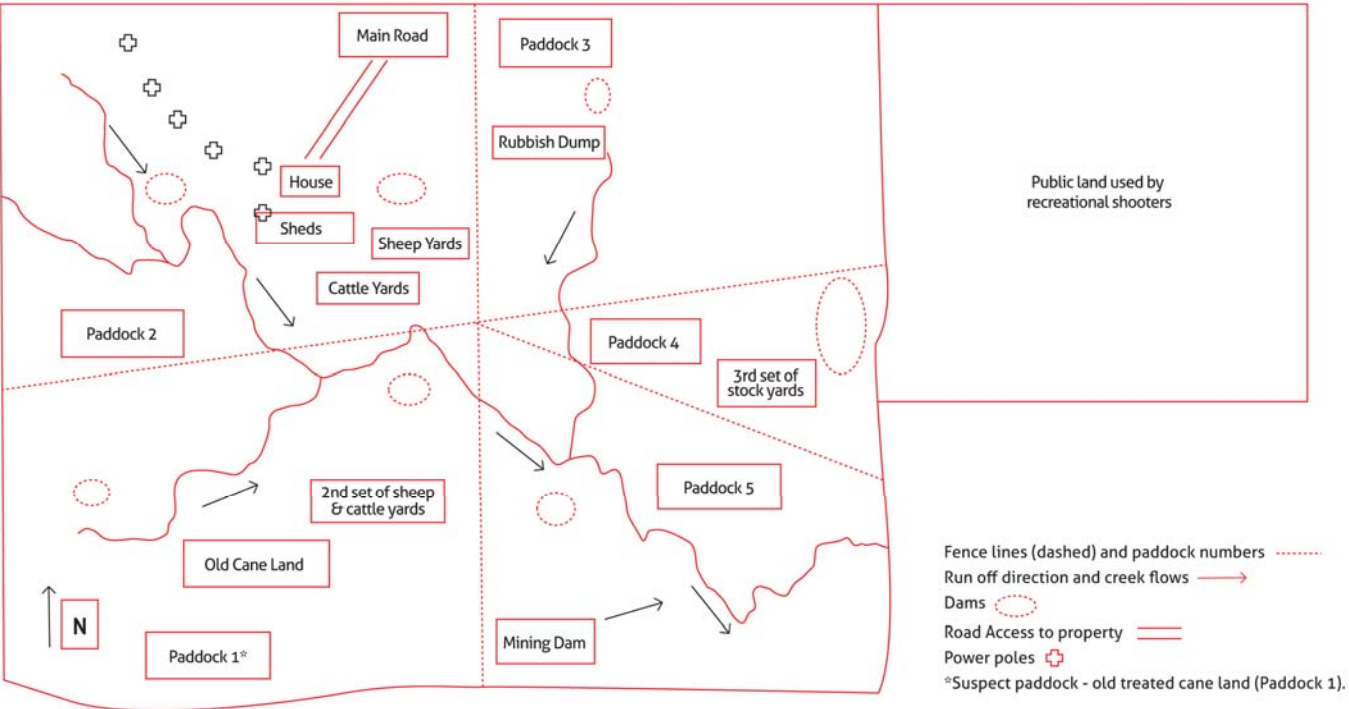 Main Road
Paddock 3
Rubbish Dump
House
Sheds
Sheep Yards
Cattle Yards
Paddock 2
Public land used by
recreational shooters
Paddock 4
3rd set of
stock yards
2nd set of sheep
& cattle yards
Paddock 5
Old Cane Land
N
Paddock 1*
Mining Dam
Fence lines (dashed) and paddock numbers
Run off direction and creek flows
Dams
Road Access to property
Power poles
*Suspect paddock - old treated cane land (Paddock 1).